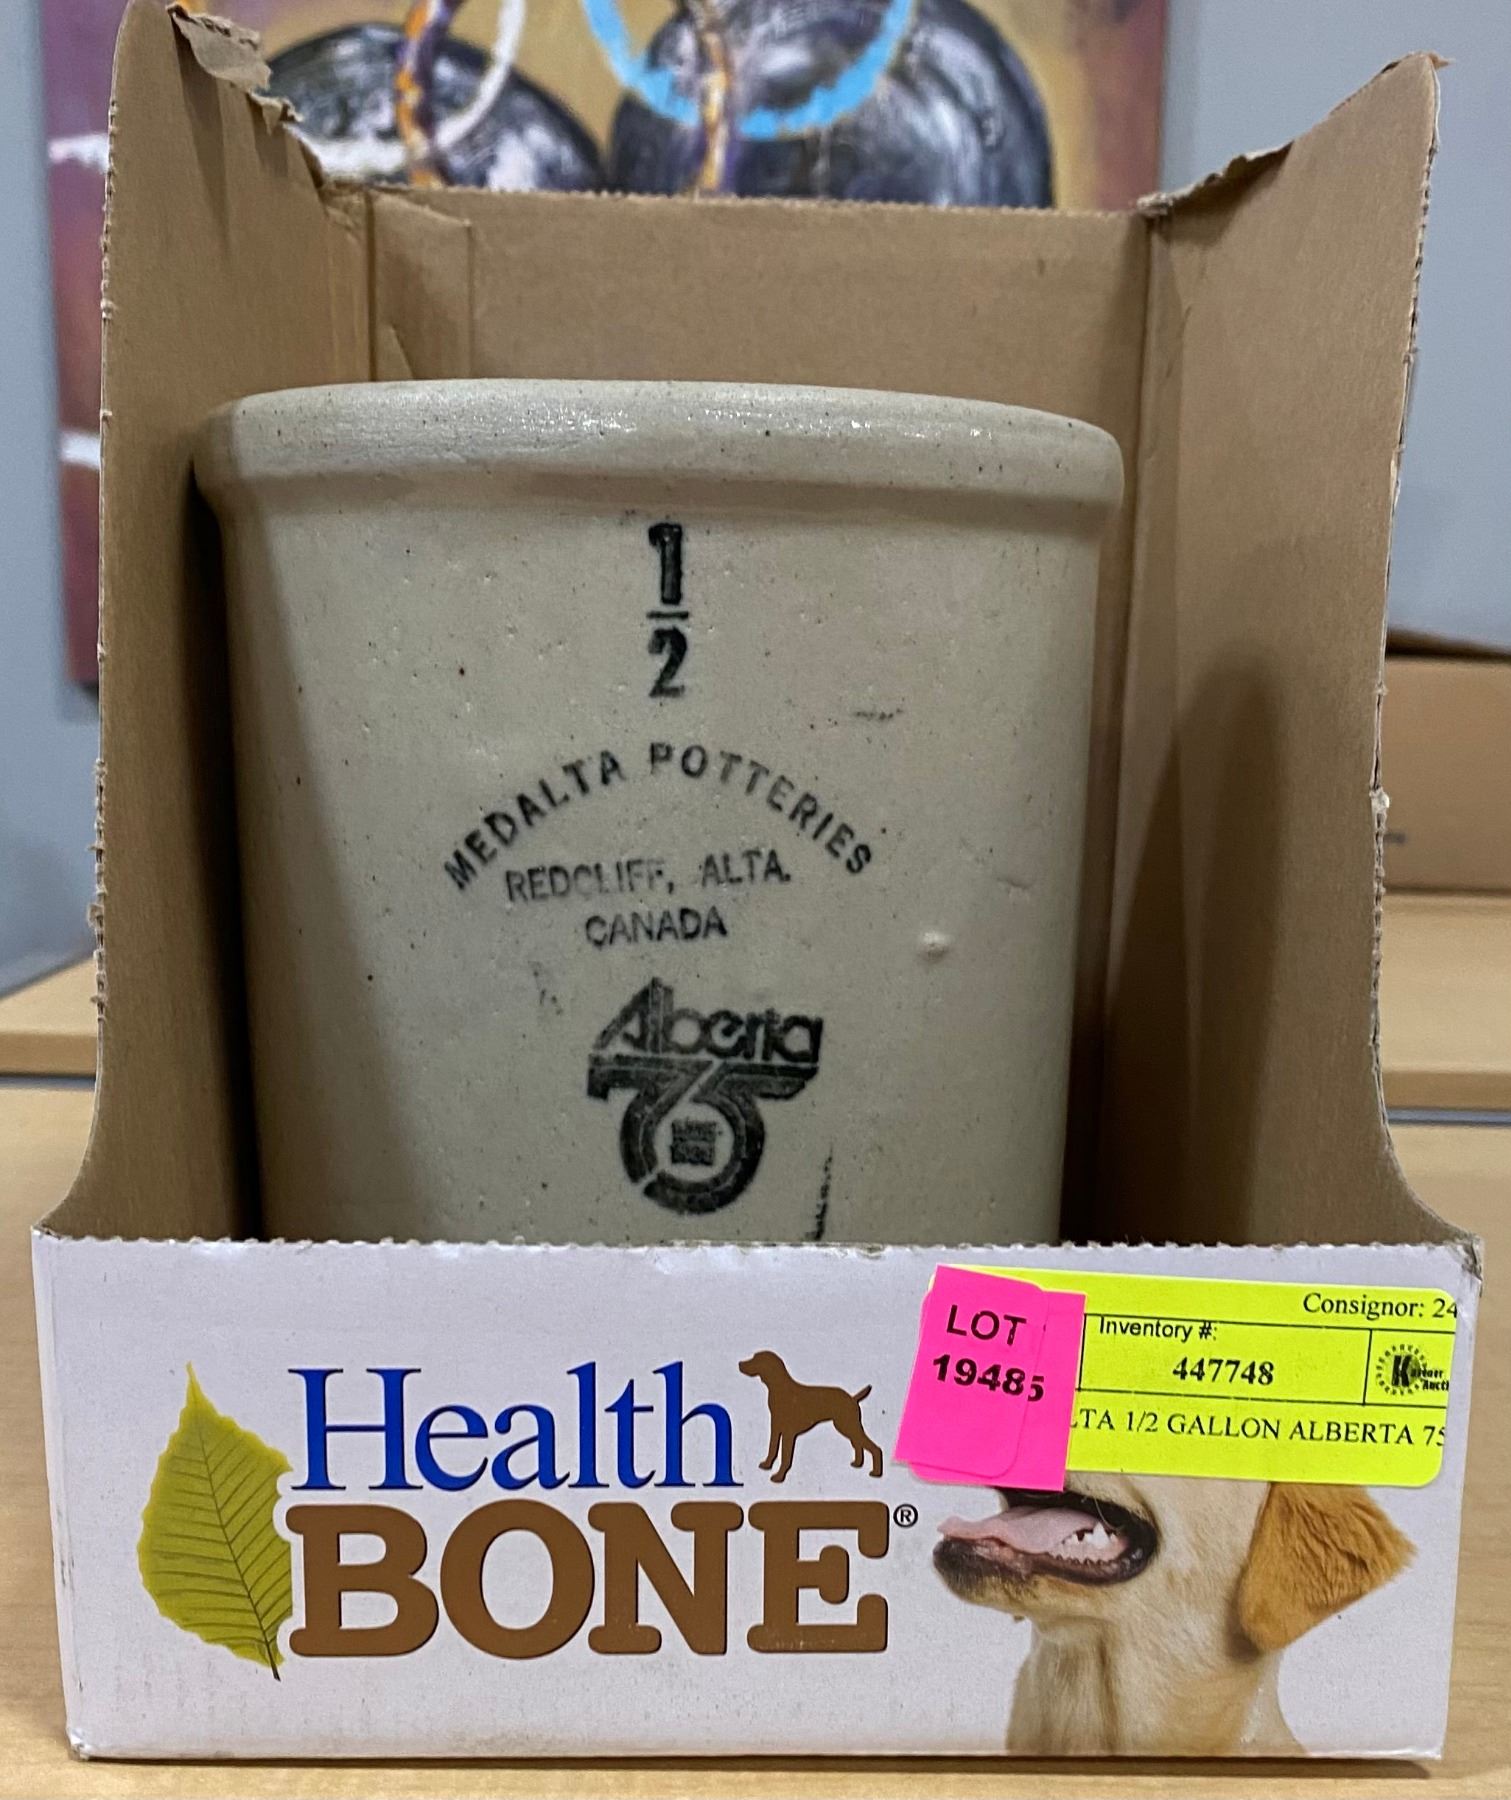 1
2
MEDALTA POTTERIES
REDCLIFF, ALTA.
CANADA
Alberta
75
LOT
19485
Consignor: 24
Inventory #:
447748
LTA 1/2 GALLON ALBERTA 75
Health
BONE®